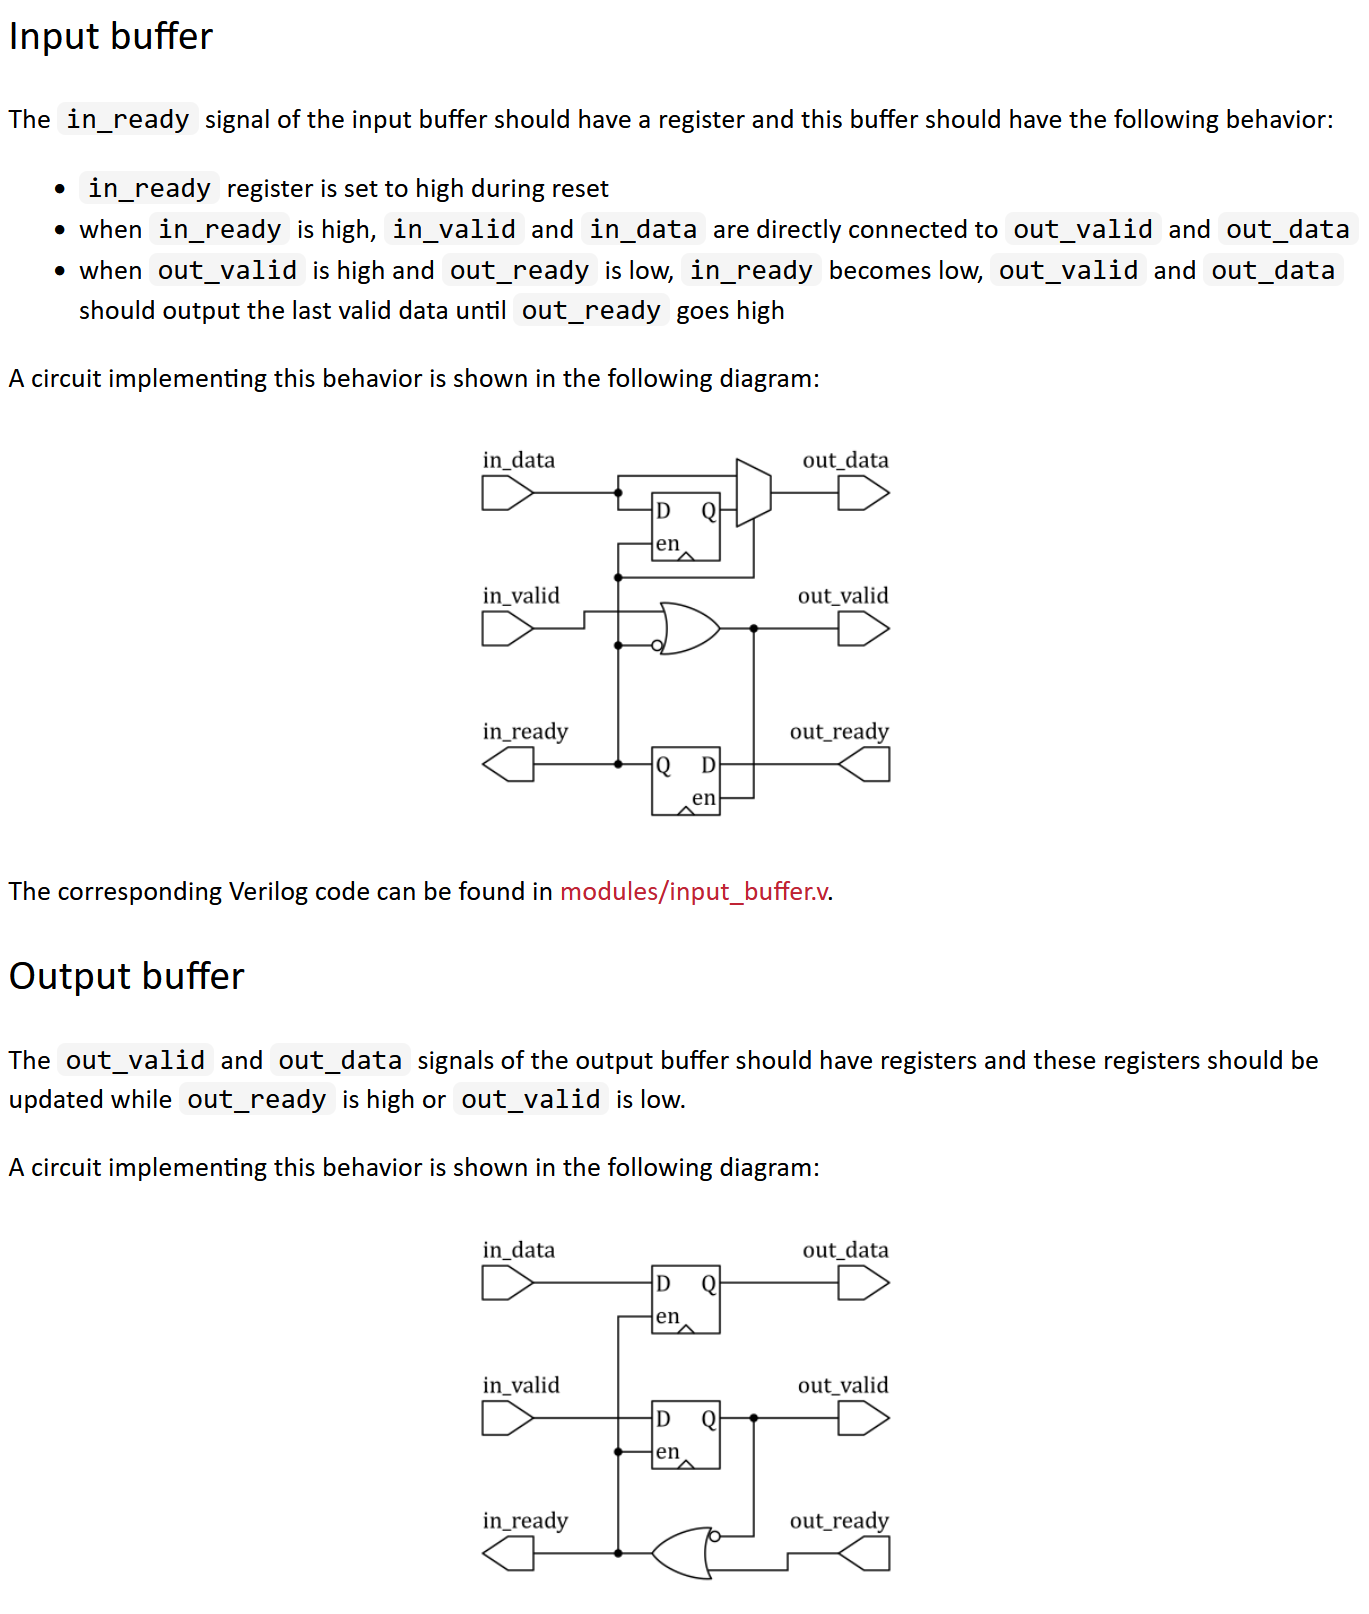 Input buffer
The in_ready signal of the input buffer should have a register and this buffer should have the following behavior:
• in_ready register is set to high during reset
• when in_ready is high, in_valid and in_data are directly connected to out_valid and out_data
• when out_valid is high and out_ready is low, in_ready becomes low, out_valid and out_data
should output the last valid data until out_ready goes high
A circuit implementing this behavior is shown in the following diagram:
in_data out_data
D Q
en
in_valid out_valid
in_ready out_ready
Q D
en
The corresponding Verilog code can be found in modules/input_buffer.v.
Output buffer
The out_valid and out_data signals of the output buffer should have registers and these registers should be
updated while out_ready is high or out_valid is low.
A circuit implementing this behavior is shown in the following diagram:
in_data out_data
D Q
en
in_valid out_valid
D Q
en
in_ready out_ready